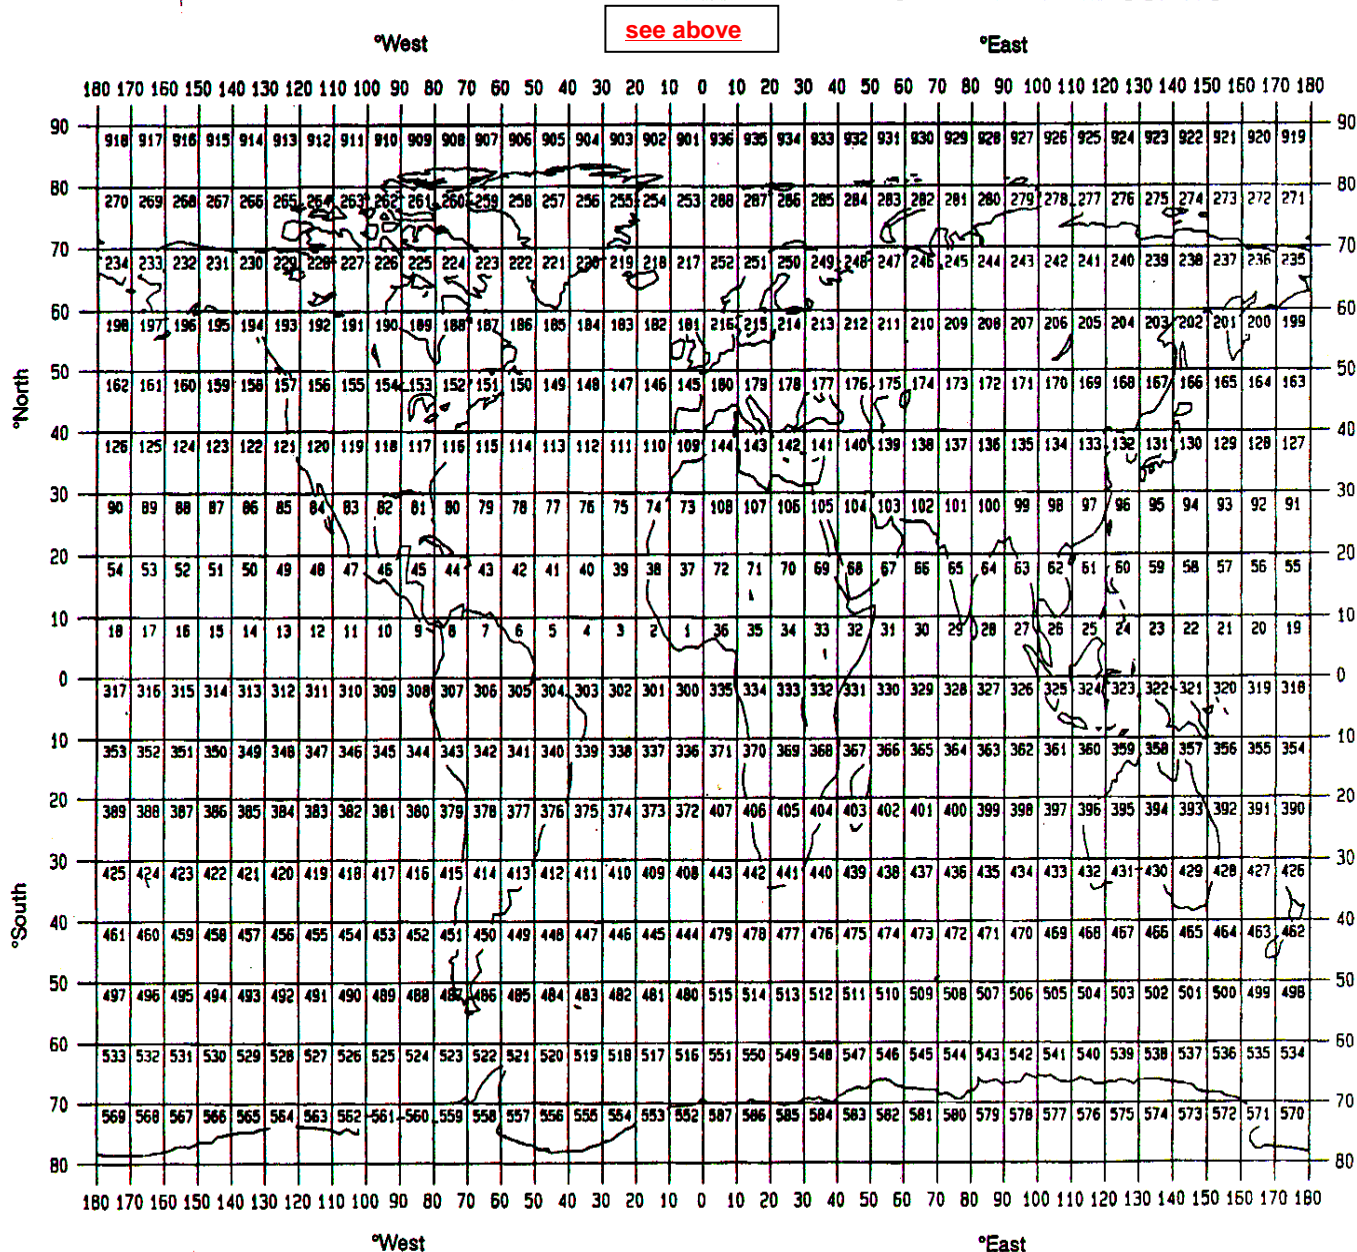 see above
°West °East
180 170 160 150 140 130 120 110 100 90 80 70 60 50 40 30 20 10 0 10 20 30 40 50 60 70 80 90 100 110 120 130 140 150 160 170 180
90 90
918 917 916 915 914 913 912 911 910 909 908 907 906 905 904 903 902 901 936 935 934 933 932 931 930 929 928 927 926 925 924 923 922 921 920 919
80 80
270 269 268 267 266 265 264 263 262 261 260 259 258 257 256 255 254 253 288 287 286 285 284 283 282 281 280 279 278 277 276 275 274 273 272 271
70 70
234 233 232 231 230 229 228 227 226 225 224 223 222 221 220 219 218 217 252 251 250 249 248 247 246 245 244 243 242 241 240 239 238 237 236 235
60 60
198 197 196 195 194 193 192 191 190 189 188 187 186 185 184 183 182 181 216 215 214 213 212 211 210 209 208 207 206 205 204 203 202 201 200 199
50 50
162 161 160 159 158 157 156 155 154 153 152 151 150 149 148 147 146 145 180 179 178 177 176 175 174 173 172 171 170 169 168 167 166 165 164 163
°North
40 40
126 125 124 123 122 121 120 119 118 117 116 115 114 113 112 111 110 109 144 143 142 141 140 139 138 137 136 135 134 133 132 131 130 129 128 127
30 30
90 89 88 87 86 85 84 83 82 81 80 79 78 77 76 75 74 73 108 107 106 105 104 103 102 101 100 99 98 97 96 95 94 93 92 91
20 20
54 53 52 51 50 49 48 47 46 45 44 43 42 41 40 39 38 37 72 71 70 69 68 67 66 65 64 63 62 61 60 59 58 57 56 55
10 10
18 17 16 15 14 13 12 11 10 9 8 7 6 5 4 3 2 1 36 35 34 33 32 31 30 29 28 27 26 25 24 23 22 21 20 19
0 0
317 316 315 314 313 312 311 310 309 308 307 306 305 304 303 302 301 300 335 334 333 332 331 330 329 328 327 326 325 324 323 322 321 320 319 318
10 10
353 352 351 350 349 348 347 346 345 344 343 342 341 340 339 338 337 336 371 370 369 368 367 366 365 364 363 362 361 360 359 358 357 356 355 354
20 20
389 388 387 386 385 384 383 382 381 380 379 378 377 376 375 374 373 372 407 406 405 404 403 402 401 400 399 398 397 396 395 394 393 392 391 390
30 30
425 424 423 422 421 420 419 418 417 416 415 414 413 412 411 410 409 408 443 442 441 440 439 438 437 436 435 434 433 432 431 430 429 428 427 426
°South
40 40
461 460 459 458 457 456 455 454 453 452 451 450 449 448 447 446 445 444 479 478 477 476 475 474 473 472 471 470 469 468 467 466 465 464 463 462
50 50
497 496 495 494 493 492 491 490 489 488 487 486 485 484 483 482 481 480 515 514 513 512 511 510 509 508 507 506 505 504 503 502 501 500 499 498
60 60
533 532 531 530 529 528 527 526 525 524 523 522 521 520 519 518 517 516 551 550 549 548 547 546 545 544 543 542 541 540 539 538 537 536 535 534
70 70
569 568 567 566 565 564 563 562 561 560 559 558 557 556 555 554 553 552 587 586 585 584 583 582 581 580 579 578 577 576 575 574 573 572 571 570
80 80
180 170 160 150 140 130 120 110 100 90 80 70 60 50 40 30 20 10 0 10 20 30 40 50 60 70 80 90 100 110 120 130 140 150 160 170 180
°West °East